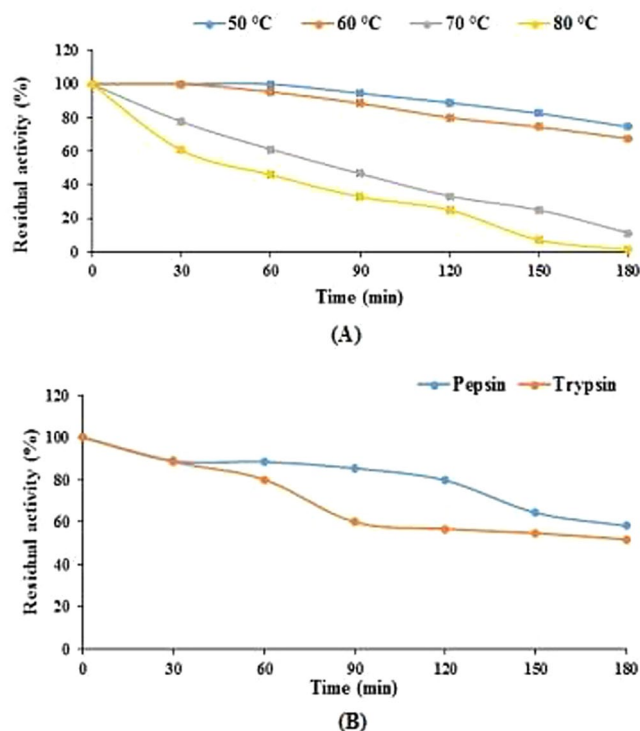 50 °C 60 °C 70 °C 80 °C
120
100
80
60
40
20
0
Residual activity (%)
0 30 60 90 120 150 180
Time (min)
(A)
Pepsin Trypsin
120
100
80
60
40
20
0
Residual activity (%)
0 30 60 90 120 150 180
Time (min)
(B)